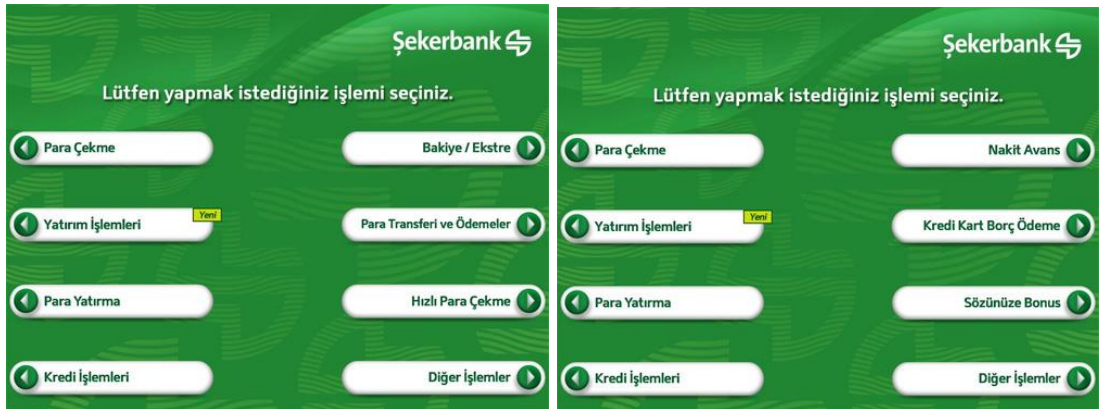 Şekerbank
Lütfen yapmak istediğiniz işlemi seçiniz.
Para Çekme
Bakiye / Ekstre
Yatırım İşlemleri
Yeni
Para Transferi ve Ödemeler
Para Yatırma
Hızlı Para Çekme
Kredi İşlemleri
Diğer İşlemler
Şekerbank
Lütfen yapmak istediğiniz işlemi seçiniz.
Para Çekme
Nakit Avans
Yatırım İşlemleri
Yeni
Kredi Kart Borç Ödeme
Para Yatırma
Sözünüze Bonus
Kredi İşlemleri
Diğer İşlemler